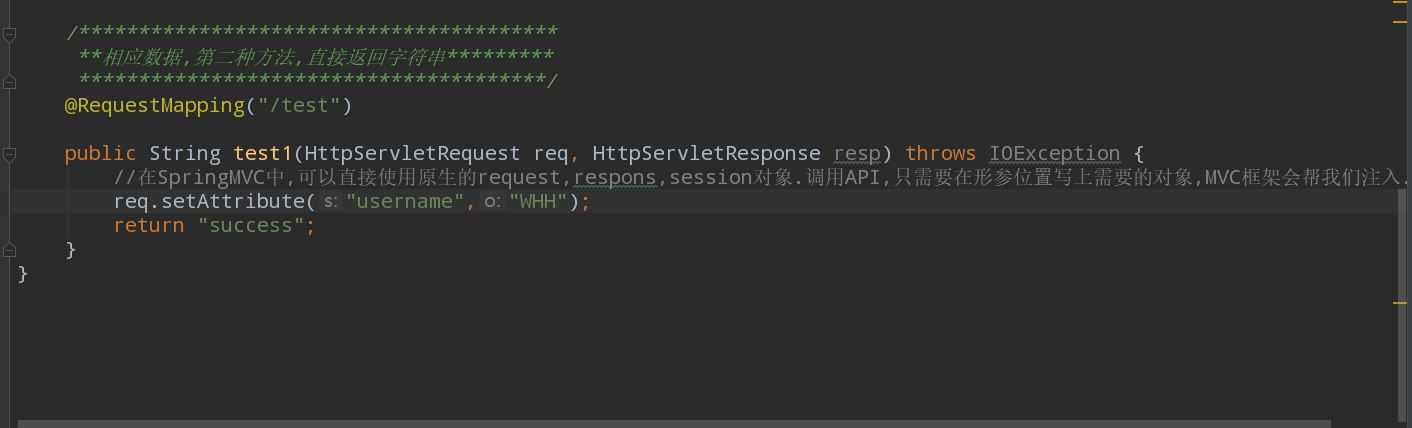 /****************************************
**相应数据,第二种方法,直接返回字符串*********
***************************************/
@RequestMapping("/test")
public String test1(HttpServletRequest req, HttpServletResponse resp) throws IOException {
//在SpringMVC中,可以直接使用原生的request,respons,session对象.调用API,只需要在形参位置写上需要的对象,MVC框架会帮我们注入.
req.setAttribute( s: "username", o: "WHH");
return "success";
}
}